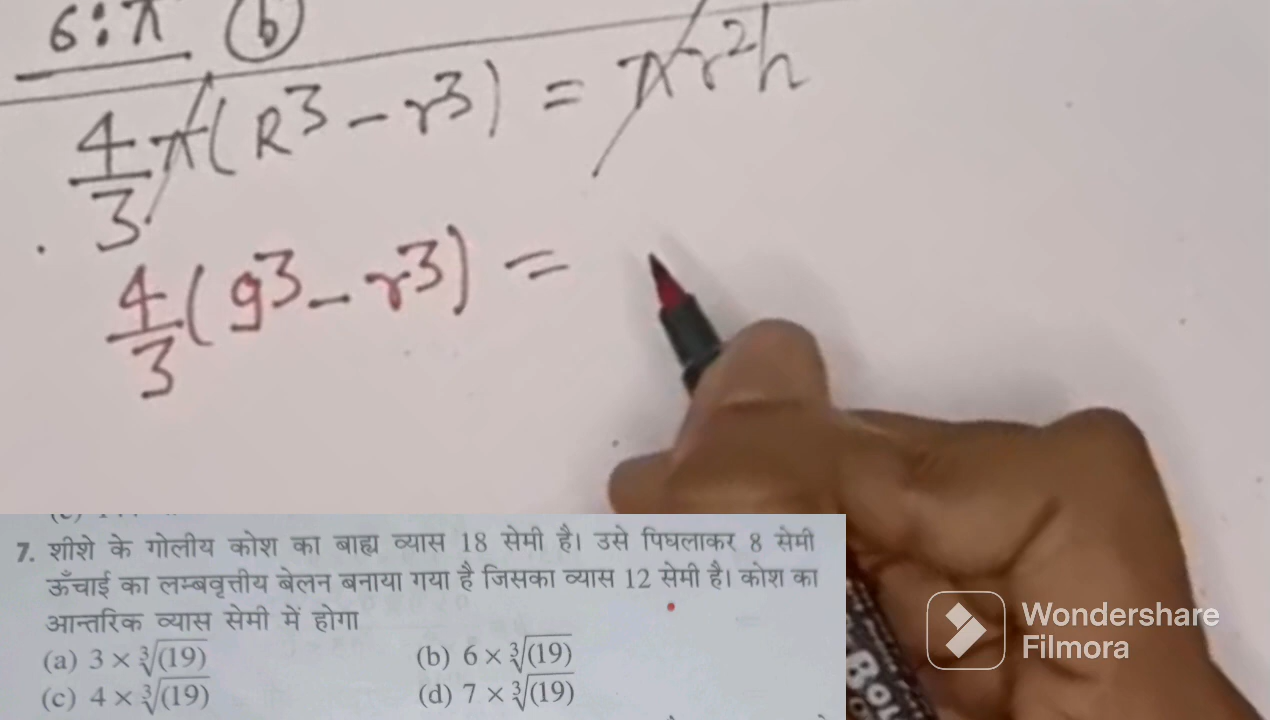 6:π (b)
4/3 π(R³ - r³) = πr²h
4/3 (9³ - r³) =
7. शीशे के गोलीय कोश का बाह्य व्यास 18 सेमी है। उसे पिघलाकर 8 सेमी
ऊँचाई का लम्बवृत्तीय बेलन बनाया गया है जिसका व्यास 12 सेमी है। कोश का
आन्तरिक व्यास सेमी में होगा
(a) 3 × ∛(19) (b) 6 × ∛(19)
(c) 4 × ∛(19) (d) 7 × ∛(19)
Wondershare
Filmora